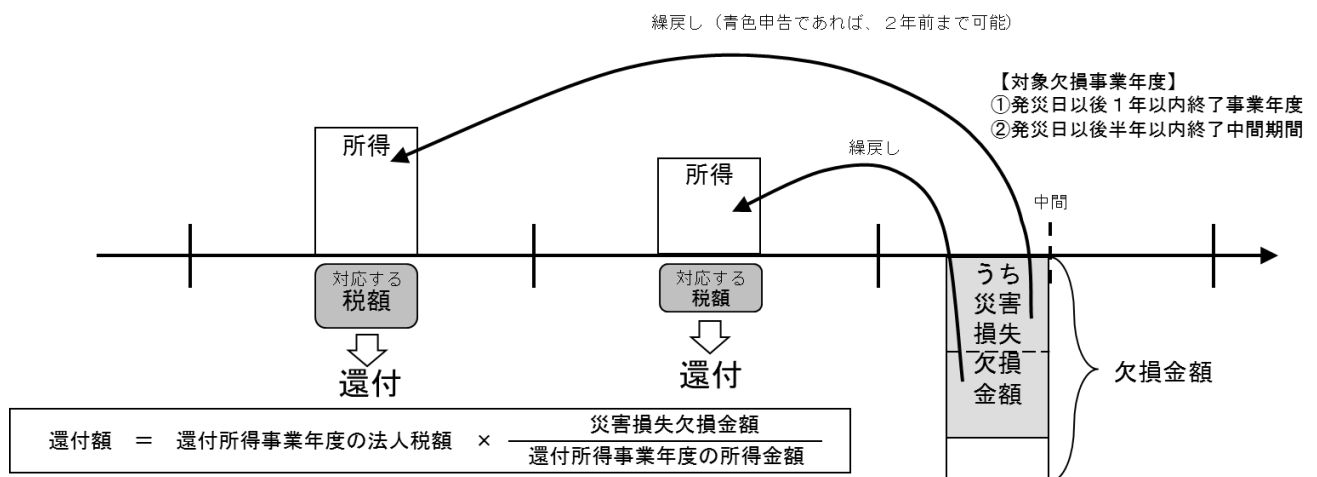 繰戻し（青色申告であれば、２年前まで可能）
【対象欠損事業年度】
①発災日以後１年以内終了事業年度
②発災日以後半年以内終了中間期間
繰戻し
所得
所得
中間
対応する
税額
対応する
税額
うち
災害
損失
欠損
金額
還付
還付
欠損金額
還付額 ＝ 還付所得事業年度の法人税額 × 災害損失欠損金額
還付所得事業年度の所得金額